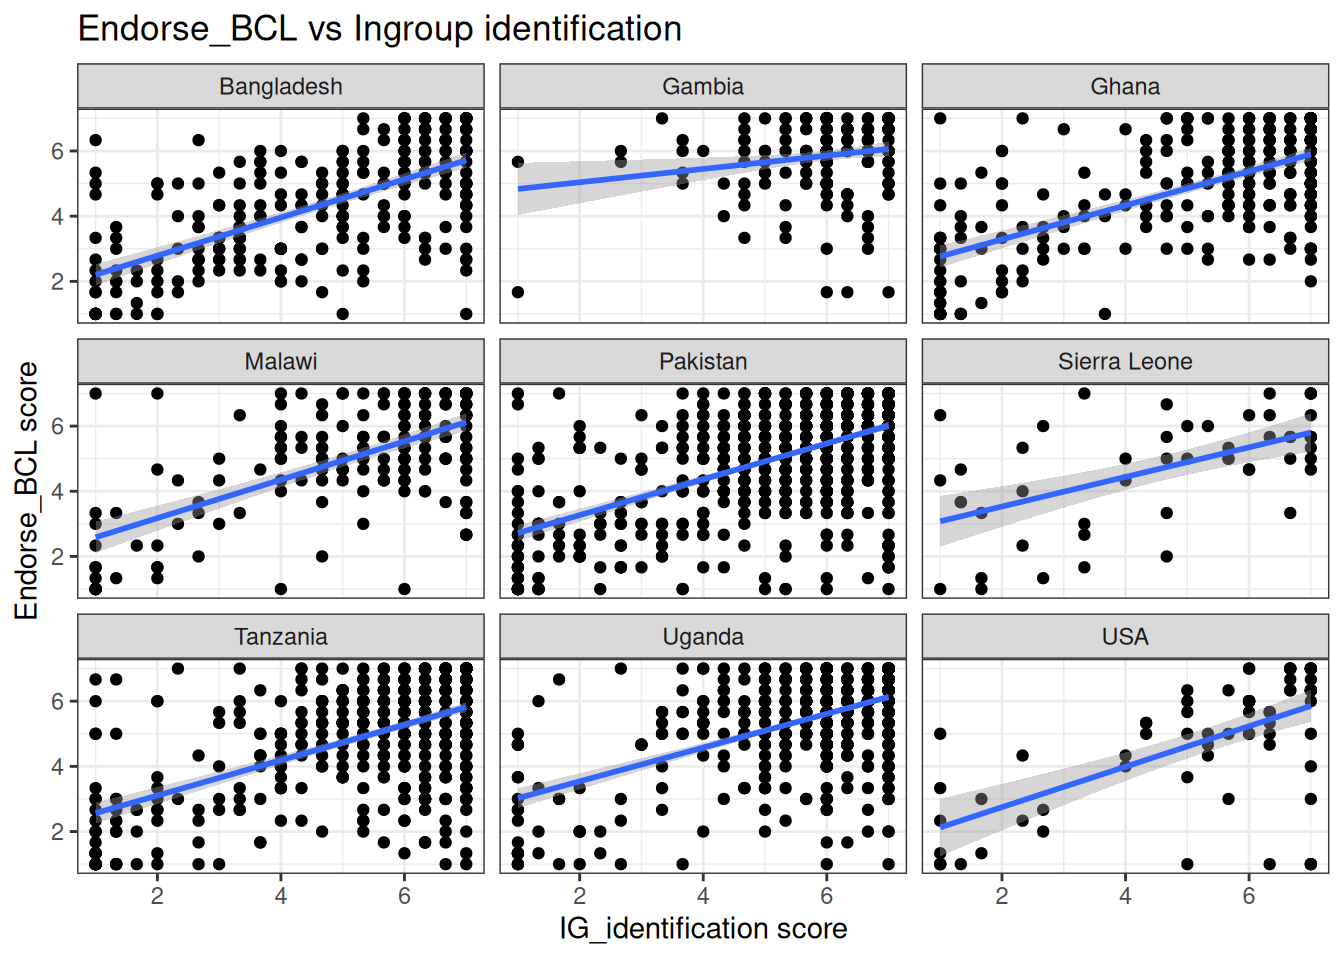 Endorse_BCL vs Ingroup identification
Bangladesh
Gambia
Ghana
6
4
2
Malawi
Pakistan
Sierra Leone
6
4
2
Endorse_BCL score
Tanzania
Uganda
USA
6
4
2
2 4 6 2 4 6 2 4 6
IG_identification score